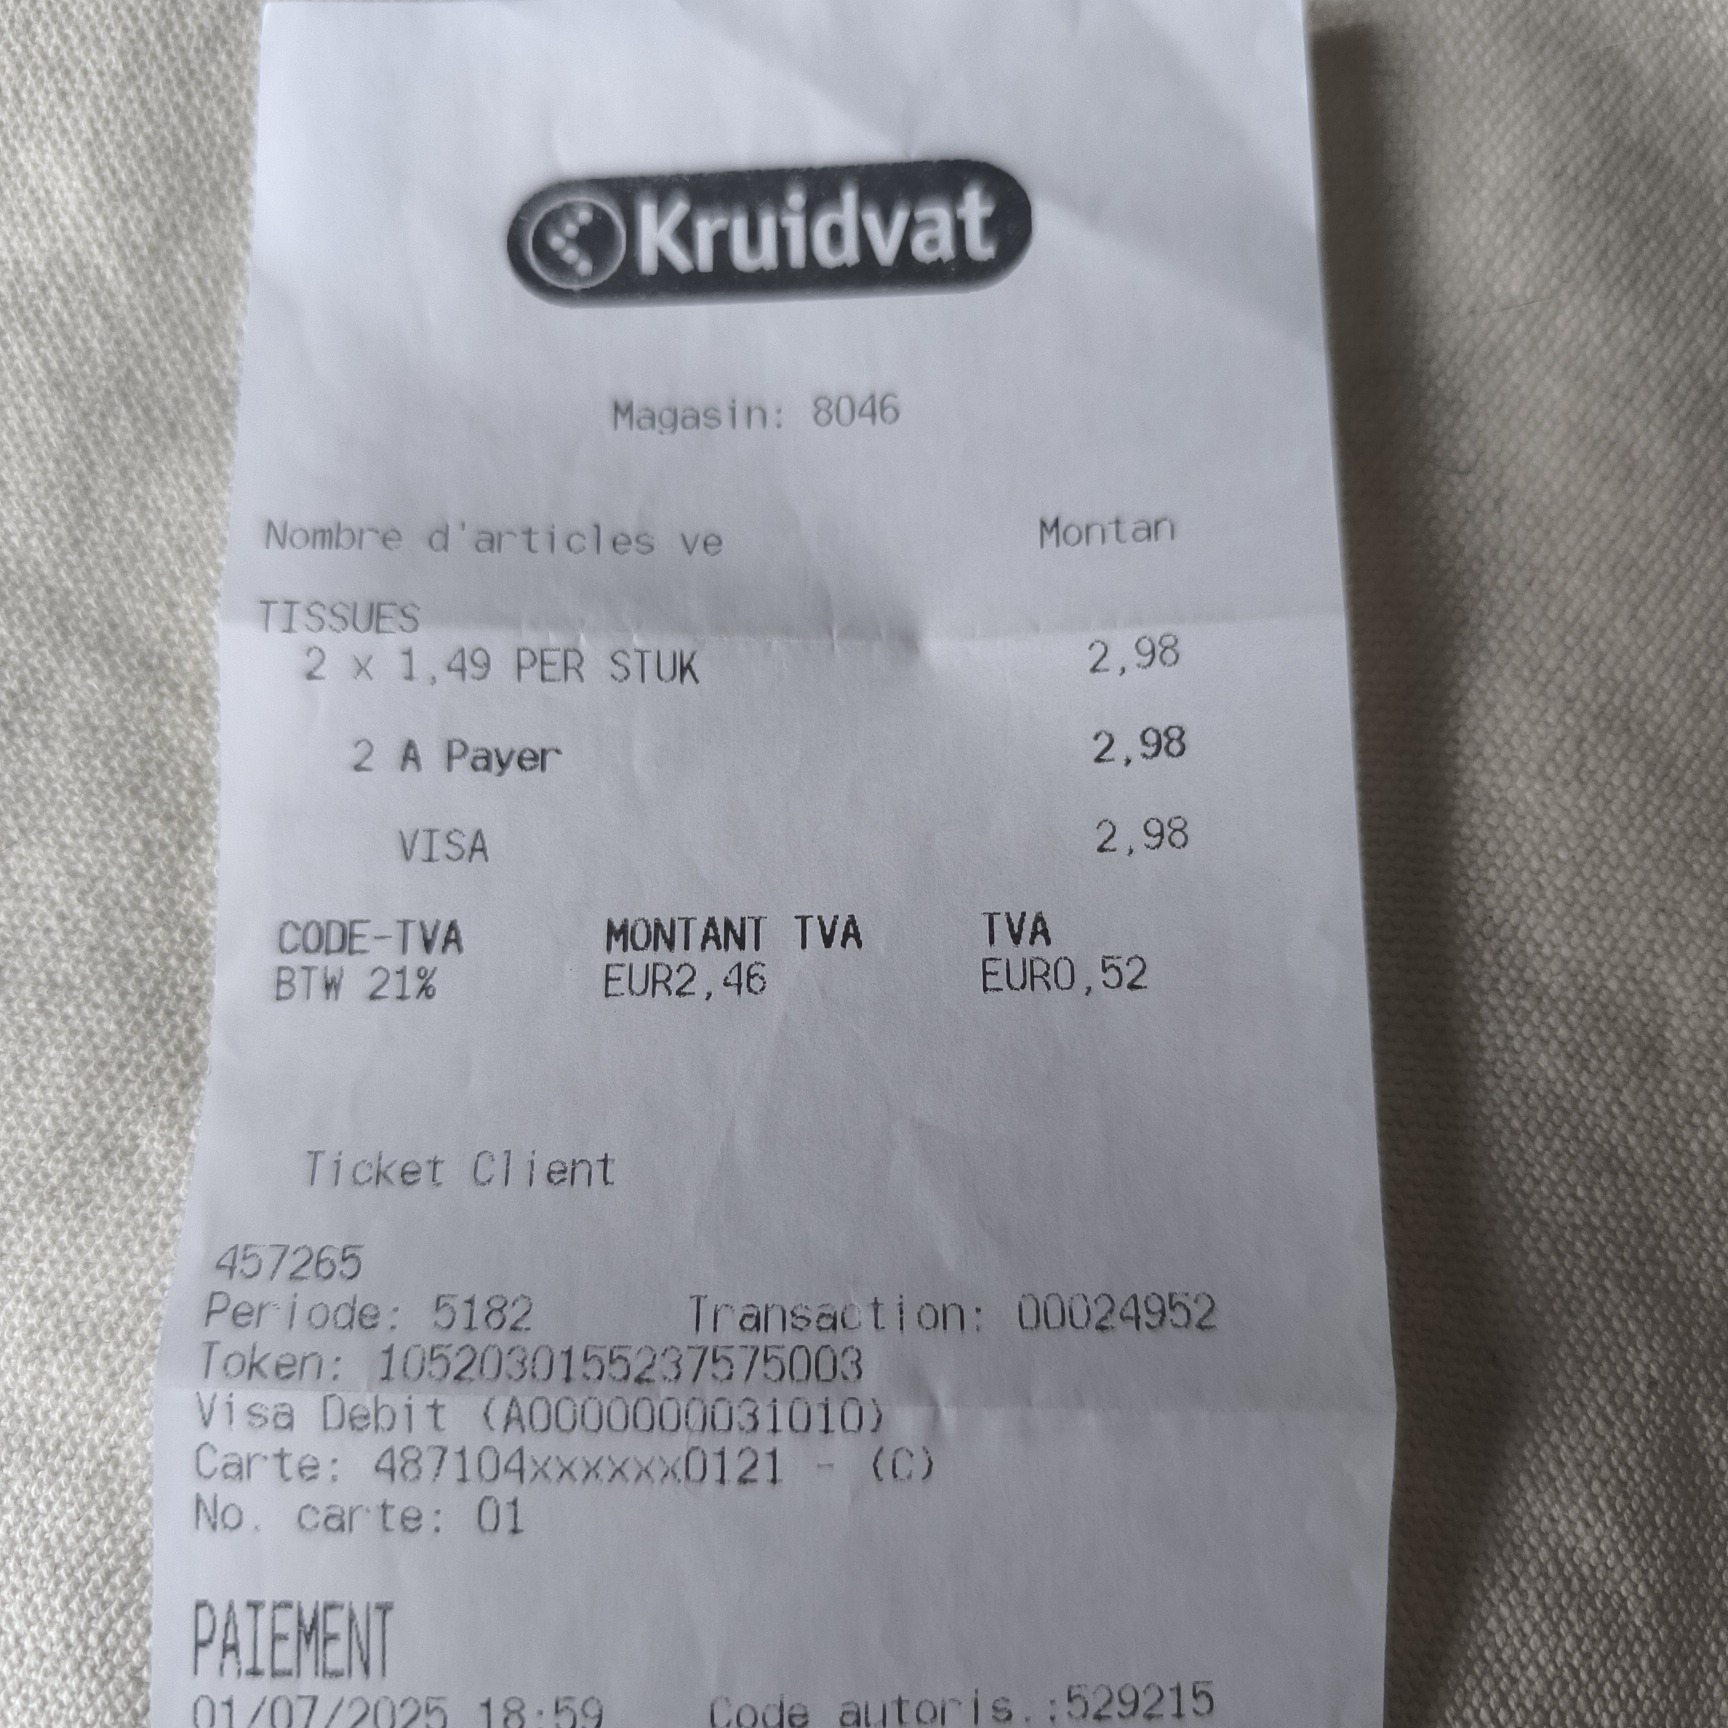 Kruidvat
Magasin: 8046
Nombre d'articles ve Montan
TISSUES
2 x 1,49 PER STUK 2,98
2 A Payer 2,98
VISA 2,98
CODE-TVA MONTANT TVA TVA
BTW 21% EUR2,46 EUR0,52
Ticket Client
457265
Periode: 5182 Transaction: 00024952
Token: 1052030155237575003
Visa Debit (A0000000031010)
Carte: 487104xxxxxx0121 - (C)
No. carte: 01
PAIEMENT
01/07/2025 18:59 Code autoris.:529215